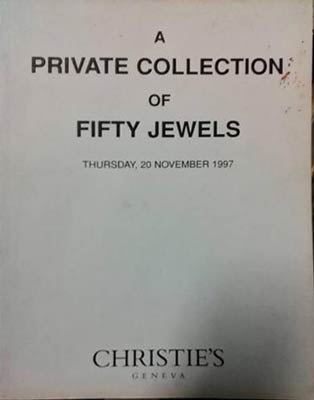 A
PRIVATE COLLECTION
OF
FIFTY JEWELS
THURSDAY, 20 NOVEMBER 1997
CHRISTIE'S
GENEVA